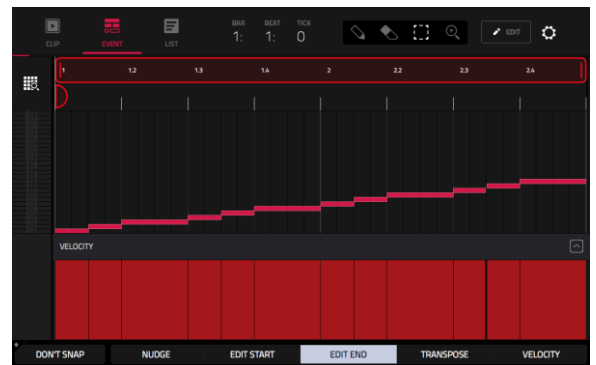 BAR BEAT TICK
1: 1: 0
EDIT
CLIP EVENT LIST
1 1.2 1.3 1.4 2 2.2 2.3 2.4
VELOCITY
DON'T SNAP NUDGE EDIT START EDIT END TRANSPOSE VELOCITY